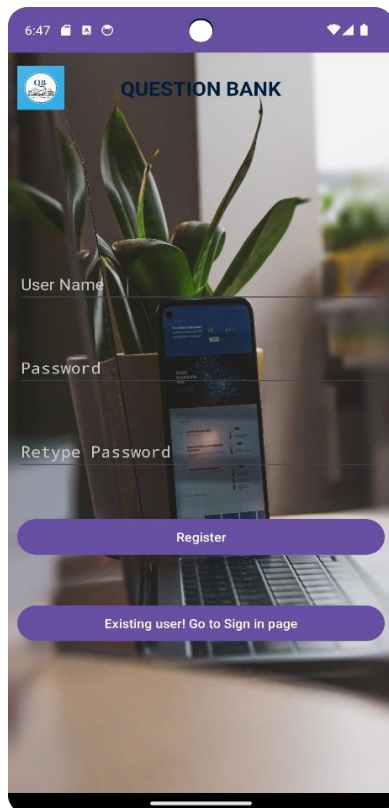 6:47
QB
QUESTION BANK
User Name
Password
Retype Password
Register
Existing user! Go to Sign in page